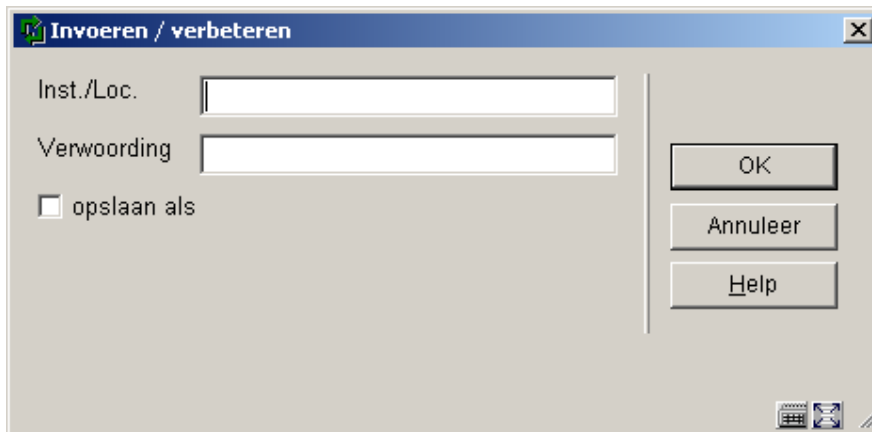 Invoeren / verbeteren
Inst./Loc.
Verwoording
opslaan als
OK
Annuleer
Help